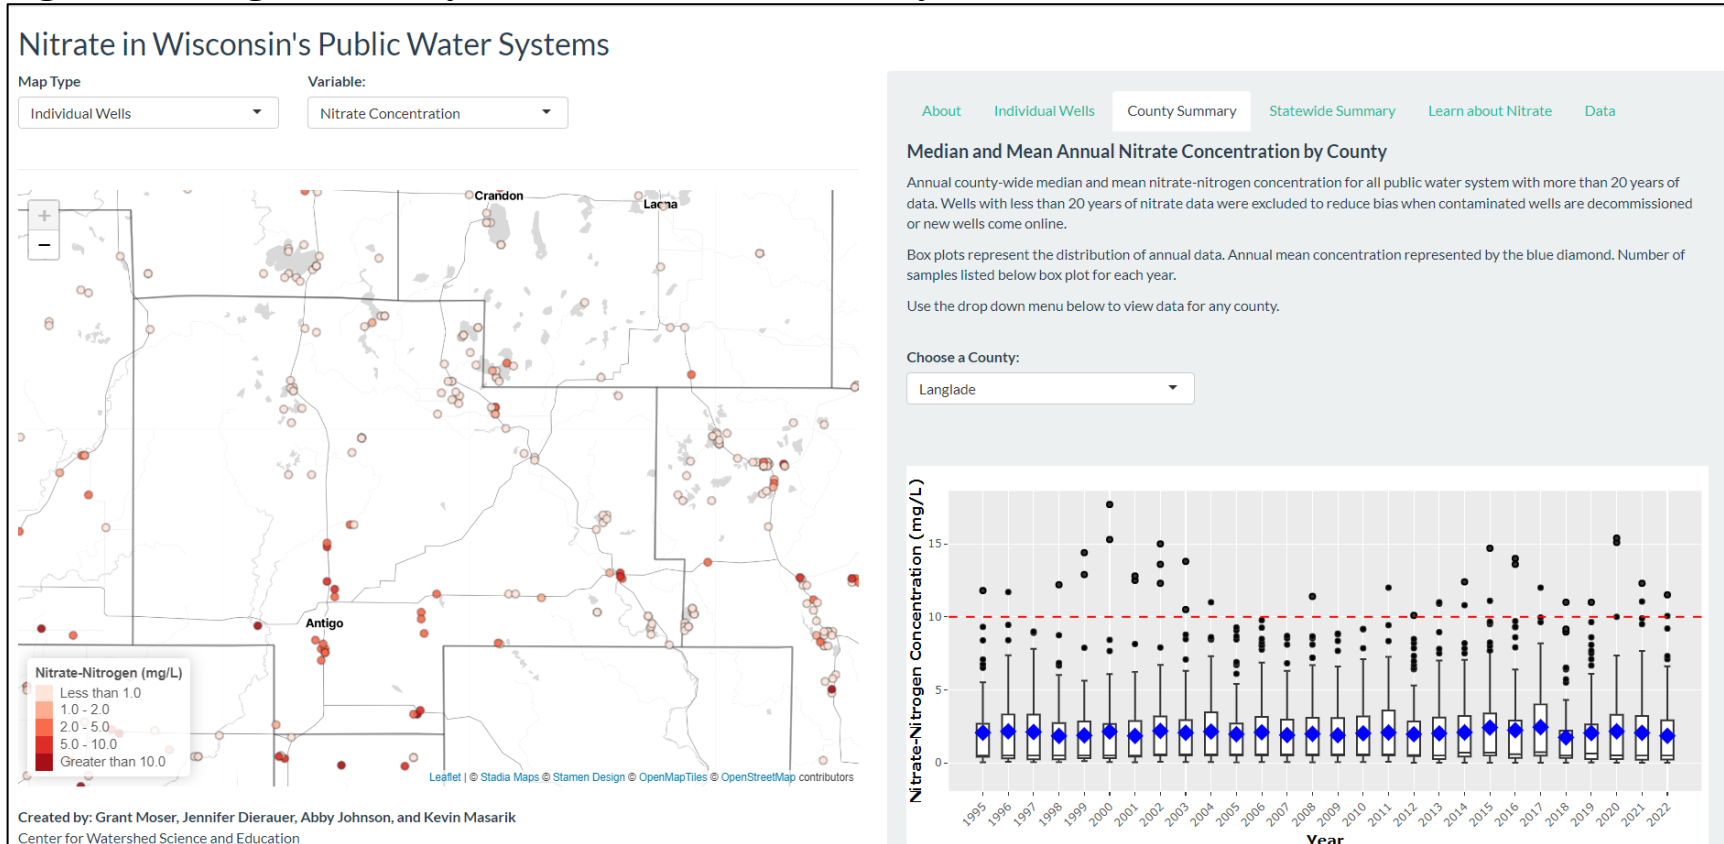 Nitrate in Wisconsin's Public Water Systems
Map Type
Variable:
Individual Wells
Nitrate Concentration
+
−
Crandon
Laona
Antigo
Nitrate-Nitrogen (mg/L)
Less than 1.0
1.0 - 2.0
2.0 - 5.0
5.0 - 10.0
Greater than 10.0
Leaflet | © Stadia Maps © Stamen Design © OpenMapTiles © OpenStreetMap contributors
Created by: Grant Moser, Jennifer Dierauer, Abby Johnson, and Kevin Masarik
Center for Watershed Science and Education
About
Individual Wells
County Summary
Statewide Summary
Learn about Nitrate
Data
Median and Mean Annual Nitrate Concentration by County
Annual county-wide median and mean nitrate-nitrogen concentration for all public water system with more than 20 years of
data. Wells with less than 20 years of nitrate data were excluded to reduce bias when contaminated wells are decommissioned
or new wells come online.
Box plots represent the distribution of annual data. Annual mean concentration represented by the blue diamond. Number of
samples listed below box plot for each year.
Use the drop down menu below to view data for any county.
Choose a County:
Langlade
Nitrate-Nitrogen Concentration (mg/L)
15
10
5
0
1995
1996
1997
1998
1999
2000
2001
2002
2003
2004
2005
2006
2007
2008
2009
2010
2011
2012
2013
2014
2015
2016
2017
2018
2019
2020
2021
2022
Year